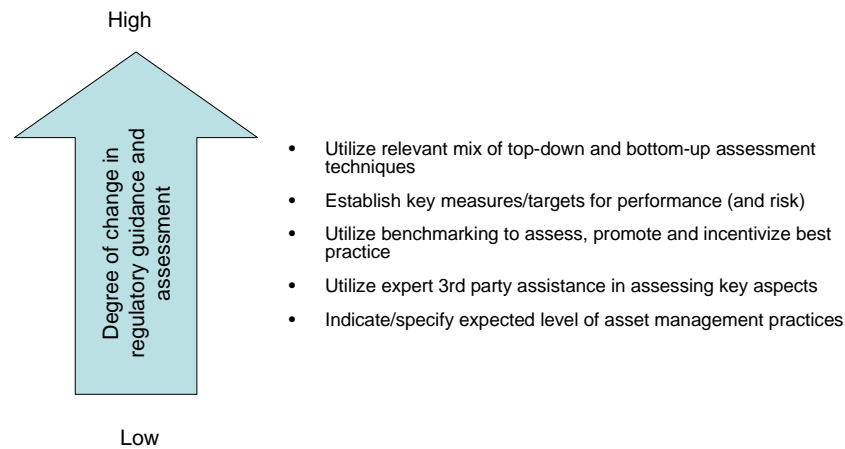 High
Degree of change in
regulatory guidance and
assessment
• Utilize relevant mix of top-down and bottom-up assessment
techniques
• Establish key measures/targets for performance (and risk)
• Utilize benchmarking to assess, promote and incentivize best
practice
• Utilize expert 3rd party assistance in assessing key aspects
• Indicate/specify expected level of asset management practices
Low